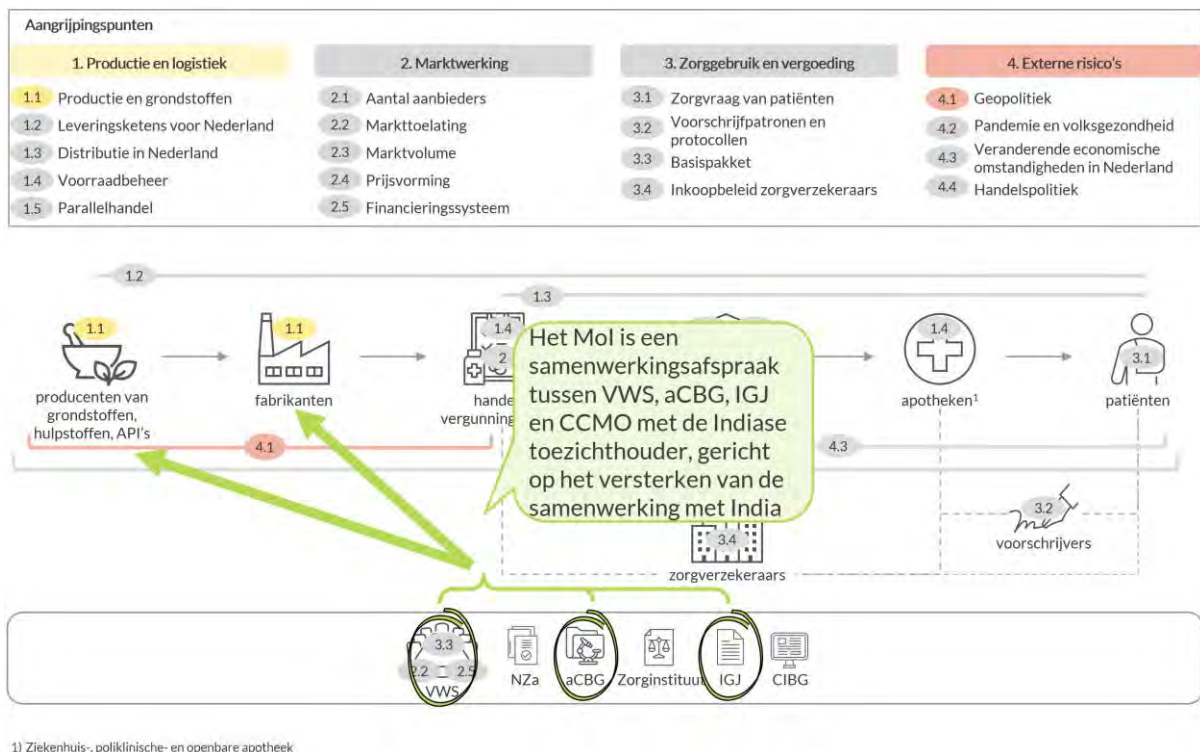 Aangrijpingspunten
1. Productie en logistiek
1.1 Productie en grondstoffen
1.2 Leveringsketens voor Nederland
1.3 Distributie in Nederland
1.4 Voorraadbeheer
1.5 Parallelhandel
2. Marktwerking
2.1 Aantal aanbieders
2.2 Markttoelating
2.3 Marktvolume
2.4 Prijsvorming
2.5 Financieringssysteem
3. Zorggebruik en vergoeding
3.1 Zorgvraag van patiënten
3.2 Voorschrijfpatronen en
protocollen
3.3 Basispakket
3.4 Inkoopbeleid zorgverzekeraars
4. Externe risico's
4.1 Geopolitiek
4.2 Pandemie en volksgezondheid
4.3 Veranderende economische
omstandigheden in Nederland
4.4 Handelspolitiek
1.2
1.3
1.1
producenten van
grondstoffen,
hulpstoffen, API's
1.1
fabrikanten
1.4
2
hande
vergunning
Het MoI is een
samenwerkingsafspraak
tussen VWS, aCBG, IGJ
en CCMO met de Indiase
toezichthouder, gericht
op het versterken van de
samenwerking met India
1.4
apotheken¹
3.1
patiënten
4.1
4.3
3.2
voorschrijvers
3.4
zorgverzekeraars
3.3
2.2 2.5
VWS
NZa
aCBG
Zorginstituut
IGJ
CIBG
1) Ziekenhuis-, poliklinische- en openbare apotheek